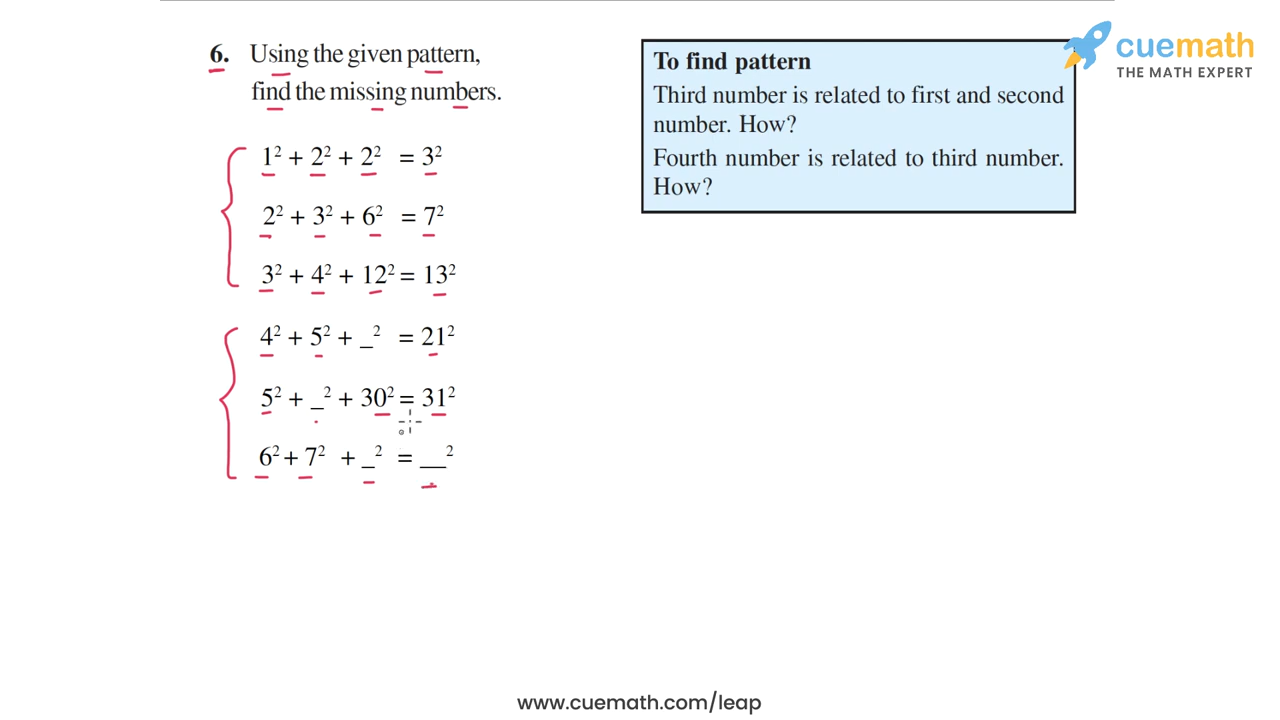 6. Using the given pattern,
find the missing numbers.
1² + 2² + 2² = 3²
2² + 3² + 6² = 7²
3² + 4² + 12² = 13²
4² + 5² + _² = 21²
5² + _² + 30² = 31²
6² + 7² + _² = __²
To find pattern
Third number is related to first and second
number. How?
Fourth number is related to third number.
How?
cuemath
THE MATH EXPERT
www.cuemath.com/leap